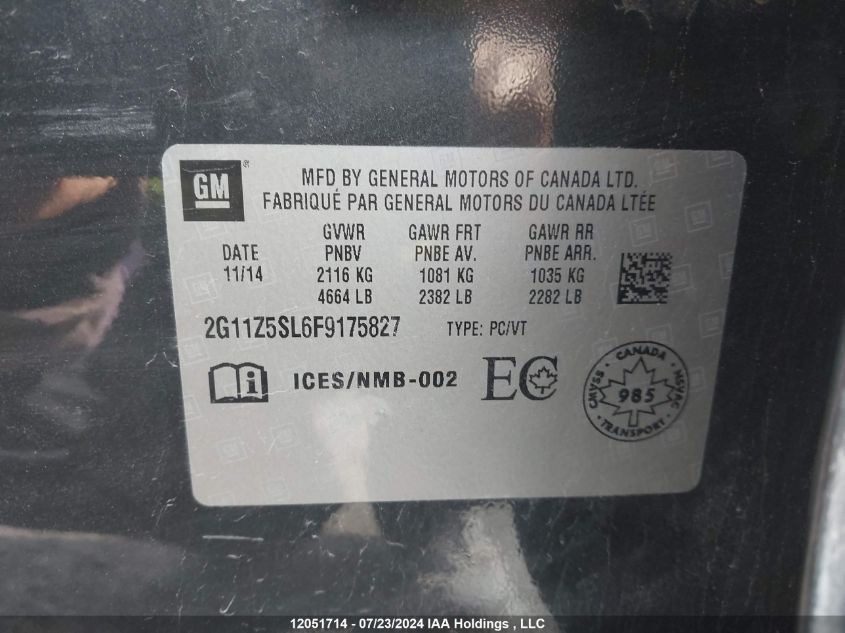 GM
MFD BY GENERAL MOTORS OF CANADA LTD.
FABRIQUÉ PAR GENERAL MOTORS DU CANADA LTÉE
GVWR GAWR FRT GAWR RR
DATE PNBV PNBE AV. PNBE ARR.
11/14 2116 KG 1081 KG 1035 KG
4664 LB 2382 LB 2282 LB
2G11Z5SL6F9175827 TYPE: PC/VT
i ICES/NMB-002 EC
CMVSS · CANADA · NSVAC · TRANSPORT ·
985
12051714 - 07/23/2024 IAA Holdings , LLC